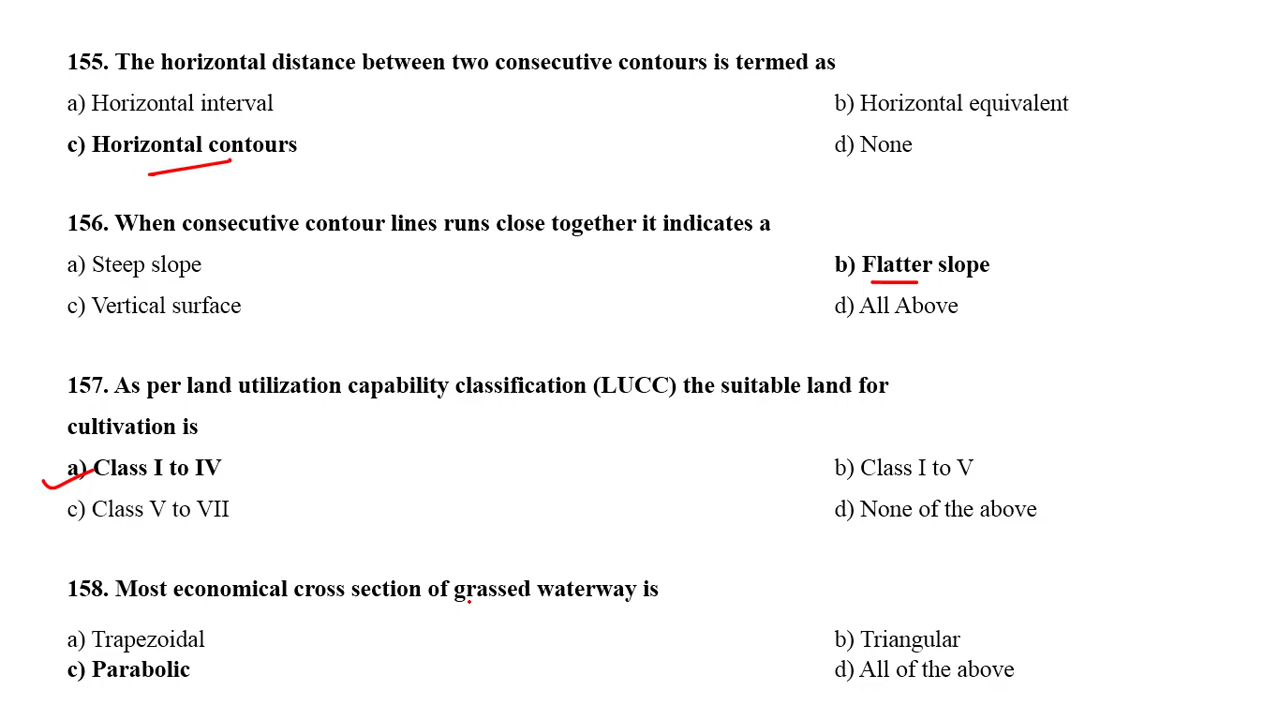 155. The horizontal distance between two consecutive contours is termed as
a) Horizontal interval b) Horizontal equivalent
c) Horizontal contours d) None
156. When consecutive contour lines runs close together it indicates a
a) Steep slope b) Flatter slope
c) Vertical surface d) All Above
157. As per land utilization capability classification (LUCC) the suitable land for
cultivation is
a) Class I to IV b) Class I to V
c) Class V to VII d) None of the above
158. Most economical cross section of grassed waterway is
a) Trapezoidal b) Triangular
c) Parabolic d) All of the above